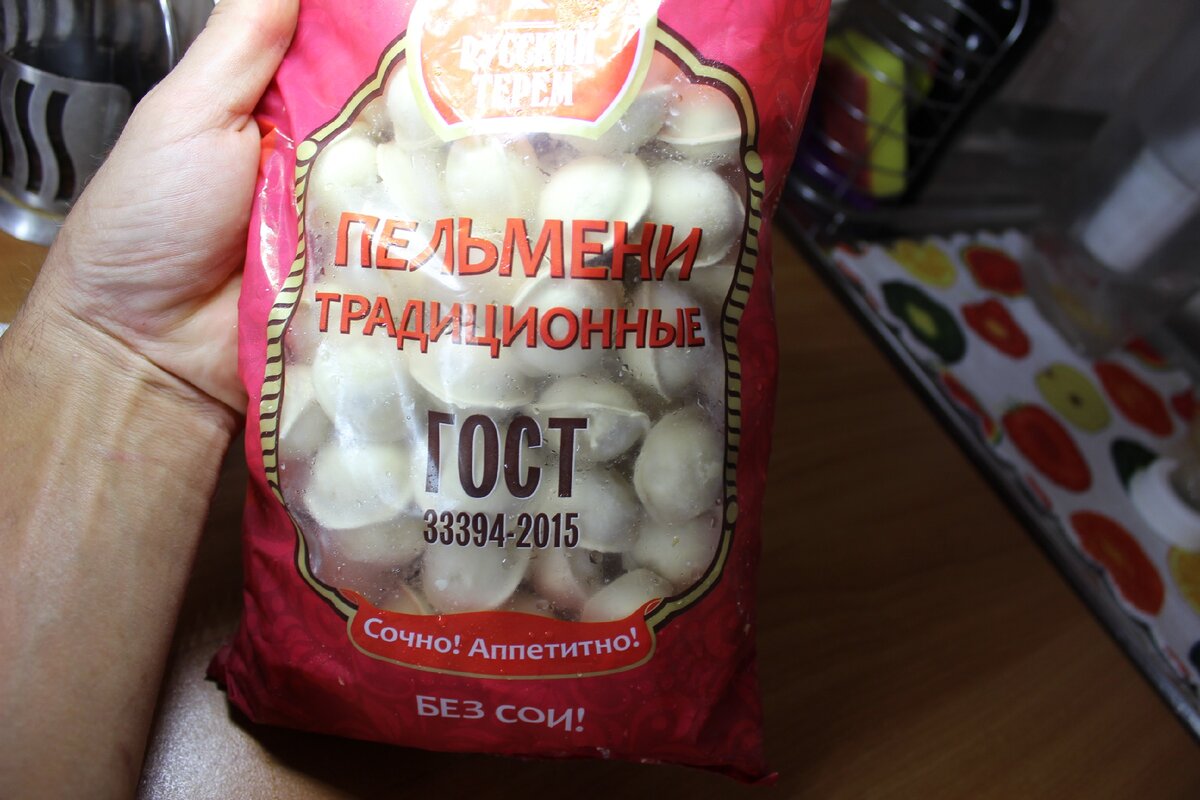 РУССКИЙ
ТЕРЕМ
ПЕЛЬМЕНИ
ТРАДИЦИОННЫЕ
ГОСТ
33394-2015
Сочно! Аппетитно!
БЕЗ СОИ!